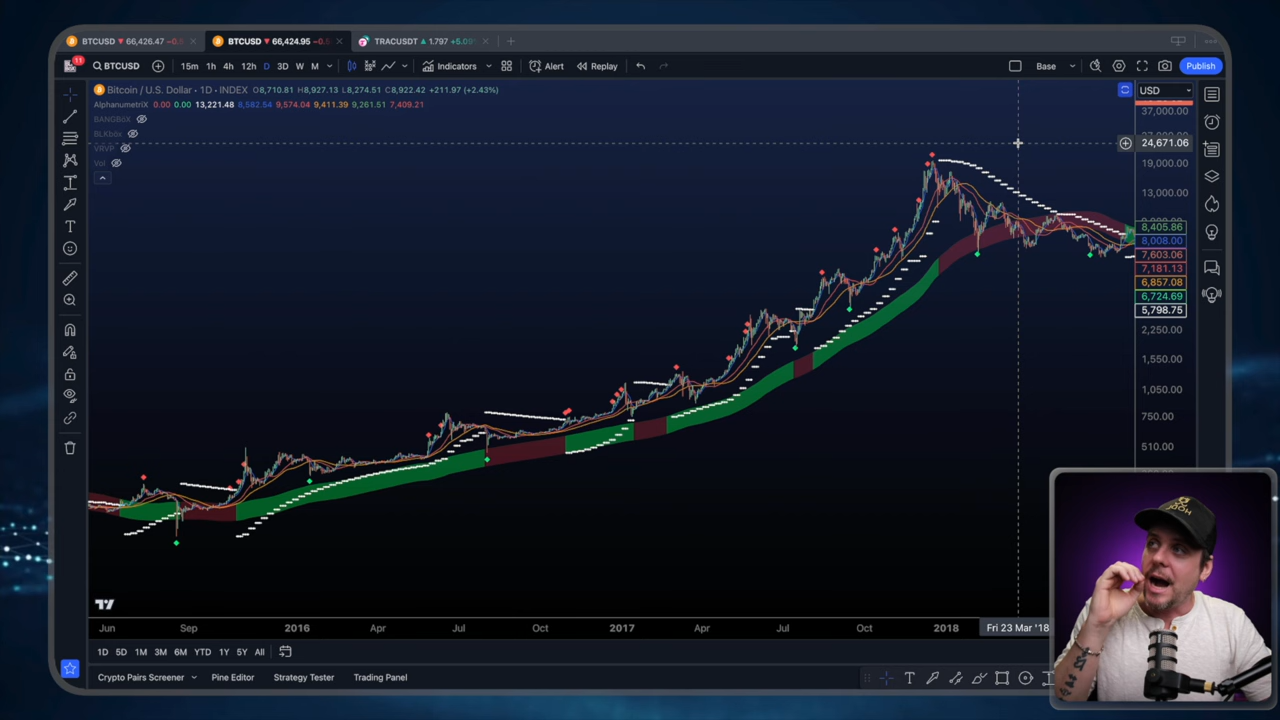 BTCUSD ▼ 66,426.47
BTCUSD ▼ 66,424.95
TRACUSDT ▲ 1.797 +5.09
11
BTCUSD
15m 1h 4h 12h D 3D W M
Indicators
Alert
Replay
Base
Publish
Bitcoin / U.S. Dollar · 1D · INDEX O8,710.81 H8,927.13 L8,274.51 C8,922.42 +211.97 (+2.43%)
AlphanumetriX 0.00 0.00 13,221.48 8,582.54 9,574.04 9,411.39 9,261.51 7,409.21
BANGBöX
BLKböx
VRVP
Vol
USD
37,000.00
24,671.06
19,000.00
13,000.00
8,405.86
8,008.00
7,603.06
7,181.13
6,857.08
6,724.69
5,798.75
2,250.00
1,550.00
1,050.00
750.00
510.00
Jun Sep 2016 Apr Jul Oct 2017 Apr Jul Oct 2018 Fri 23 Mar '18
1D 5D 1M 3M 6M YTD 1Y 5Y All
Crypto Pairs Screener Pine Editor Strategy Tester Trading Panel